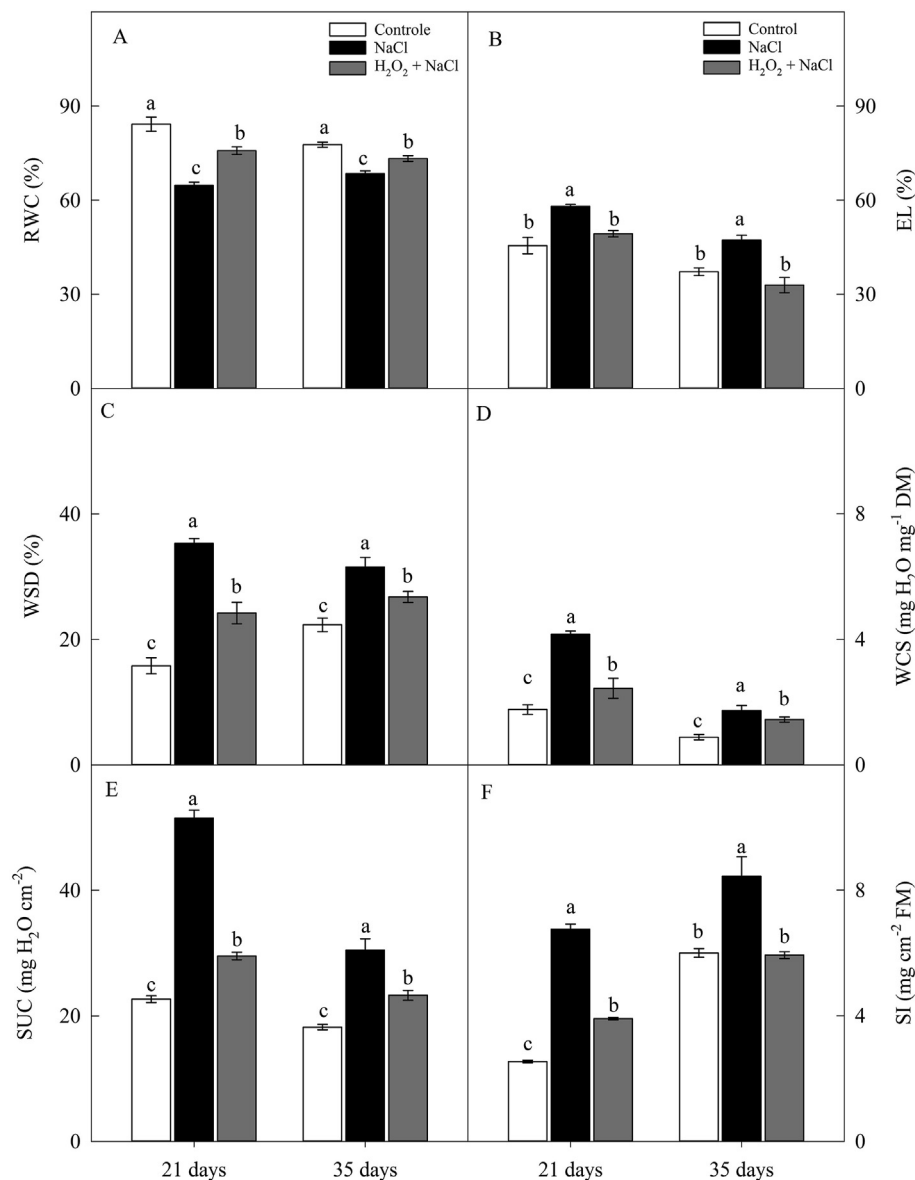 A
Controle
NaCl
H₂O₂ + NaCl
90
60
30
0
RWC (%)
a
c
b
a
c
b
B
Control
NaCl
H₂O₂ + NaCl
b
a
b
b
a
b
90
60
30
0
EL (%)
C
40
20
0
WSD (%)
c
a
b
c
a
b
D
c
a
b
c
a
b
8
4
0
WCS (mg H₂O mg⁻¹ DM)
E
40
20
0
SUC (mg H₂O cm⁻²)
c
a
b
c
a
b
21 days
35 days
F
c
a
b
b
a
b
8
4
0
SI (mg cm⁻² FM)
21 days
35 days